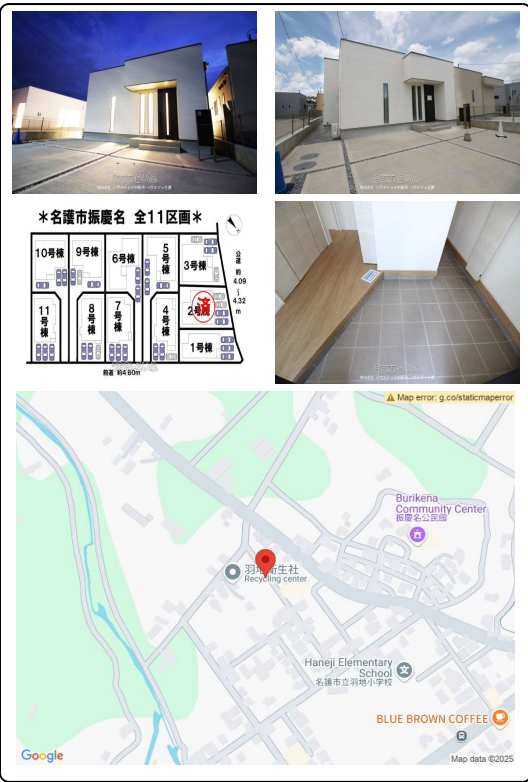 ＊名護市振慶名 全11区画＊
10号棟
9号棟
6号棟
5号棟
3号棟
公道 約4.09～4.32m
11号棟
8号棟
7号棟
4号棟
2号棟
済
1号棟
前道 約4.60m
Map error: g.co/staticmaperror
Burikena
Community Center
振慶名公民館
羽地衛生社
Recycling center
Haneji Elementary
School
名護市立羽地小学校
BLUE BROWN COFFEE
Google
Map data ©2025